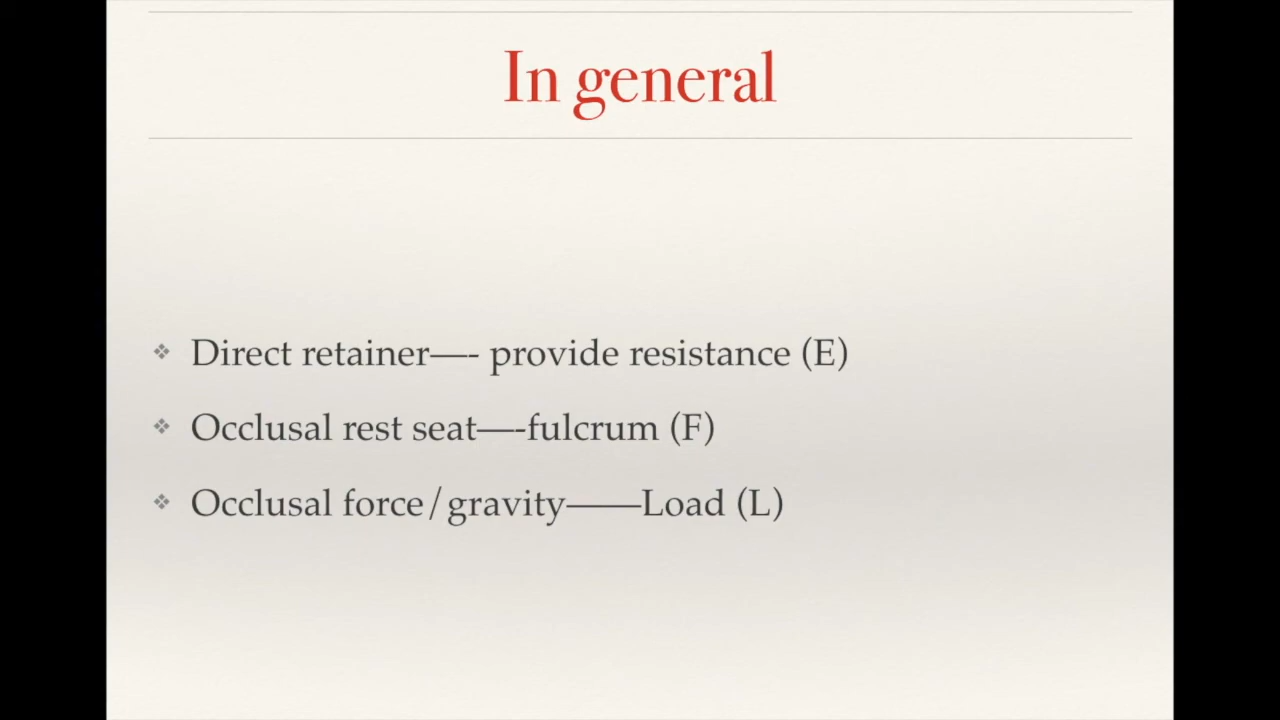 In general
❖ Direct retainer—- provide resistance (E)
❖ Occlusal rest seat—-fulcrum (F)
❖ Occlusal force/gravity——Load (L)